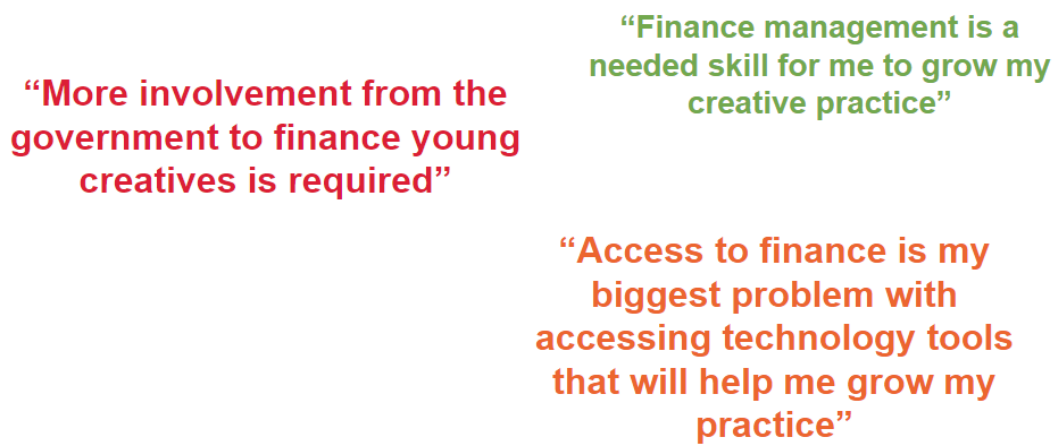 “Finance management is a
needed skill for me to grow my
creative practice”
“More involvement from the
government to finance young
creatives is required”
“Access to finance is my
biggest problem with
accessing technology tools
that will help me grow my
practice”